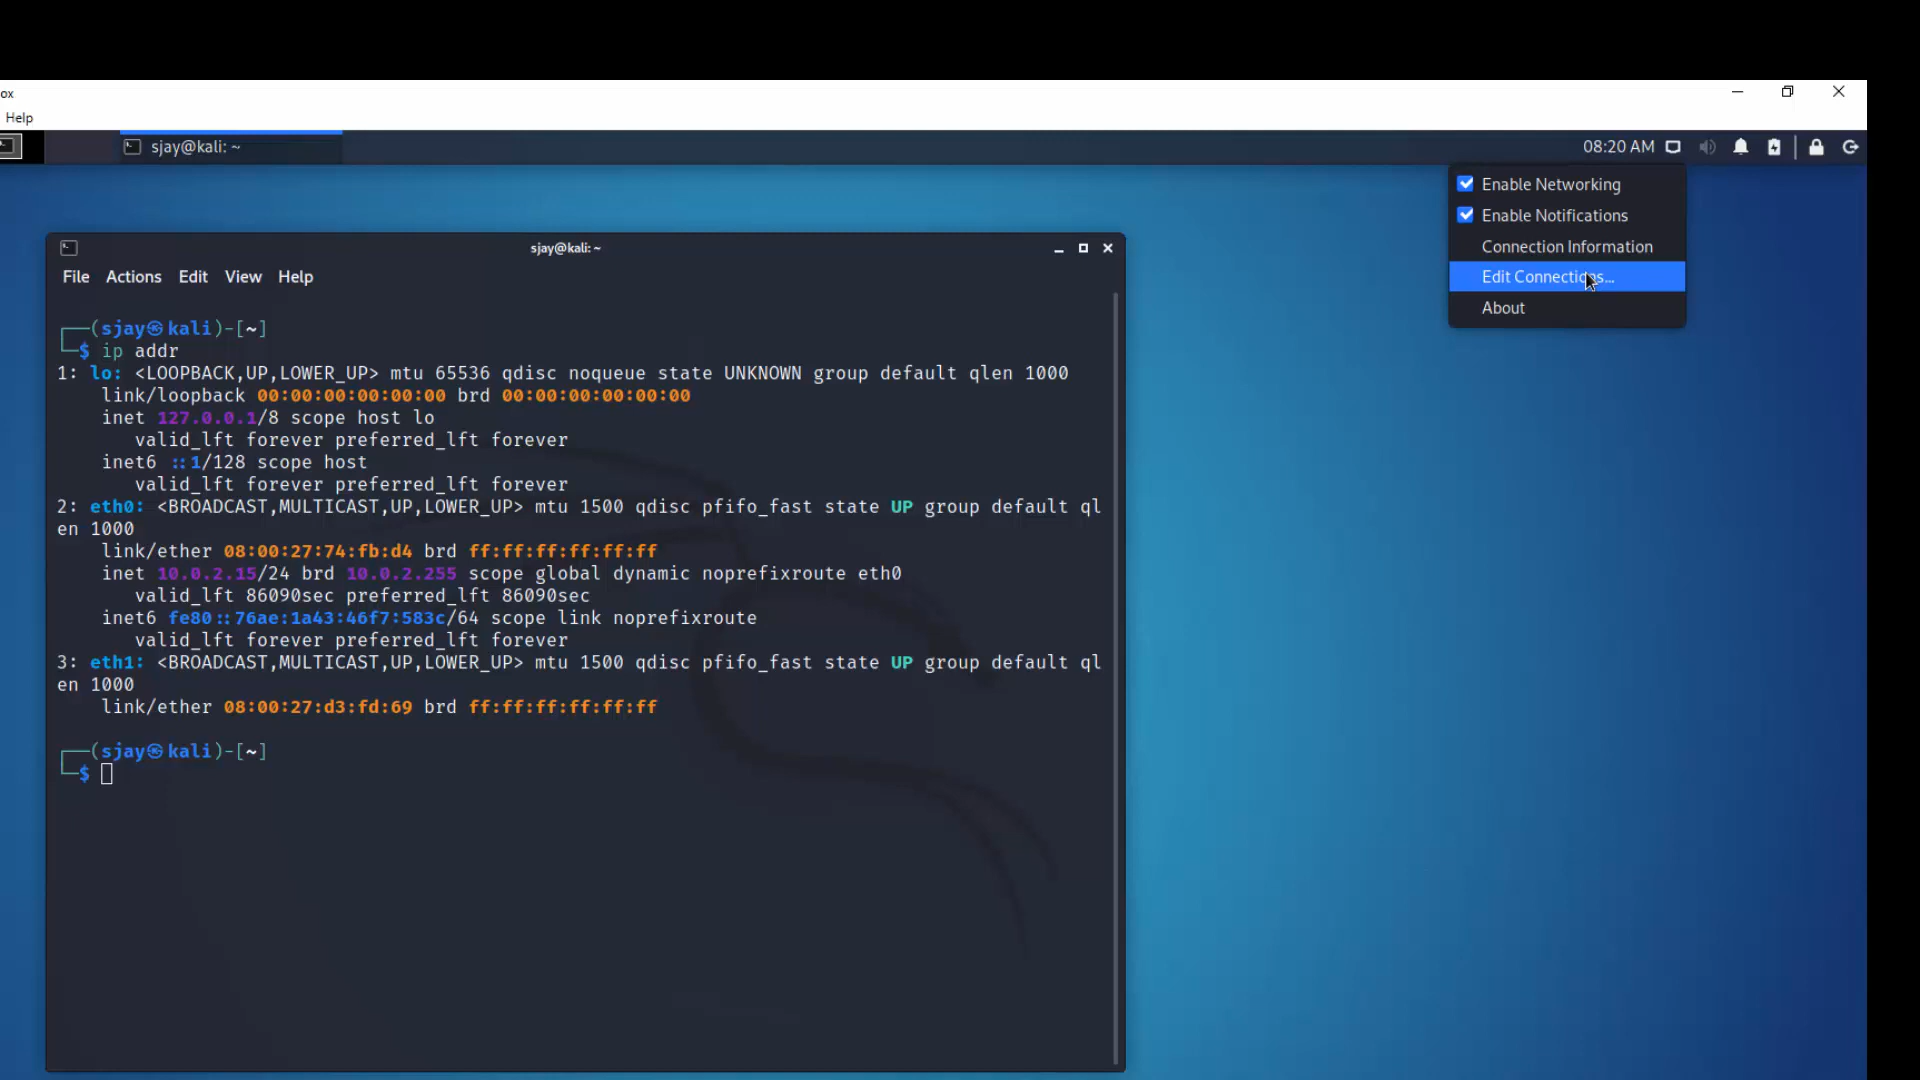 ox
Help
sjay@kali: ~
08:20 AM
Enable Networking
Enable Notifications
Connection Information
Edit Connections...
About
sjay@kali: ~
File Actions Edit View Help
┌──(sjay㉿kali)-[~]
└─$ ip addr
1: lo: <LOOPBACK,UP,LOWER_UP> mtu 65536 qdisc noqueue state UNKNOWN group default qlen 1000
link/loopback 00:00:00:00:00:00 brd 00:00:00:00:00:00
inet 127.0.0.1/8 scope host lo
valid_lft forever preferred_lft forever
inet6 ::1/128 scope host
valid_lft forever preferred_lft forever
2: eth0: <BROADCAST,MULTICAST,UP,LOWER_UP> mtu 1500 qdisc pfifo_fast state UP group default ql
en 1000
link/ether 08:00:27:74:fb:d4 brd ff:ff:ff:ff:ff:ff
inet 10.0.2.15/24 brd 10.0.2.255 scope global dynamic noprefixroute eth0
valid_lft 86090sec preferred_lft 86090sec
inet6 fe80::76ae:1a43:46f7:583c/64 scope link noprefixroute
valid_lft forever preferred_lft forever
3: eth1: <BROADCAST,MULTICAST,UP,LOWER_UP> mtu 1500 qdisc pfifo_fast state UP group default ql
en 1000
link/ether 08:00:27:d3:fd:69 brd ff:ff:ff:ff:ff:ff
┌──(sjay㉿kali)-[~]
└─$